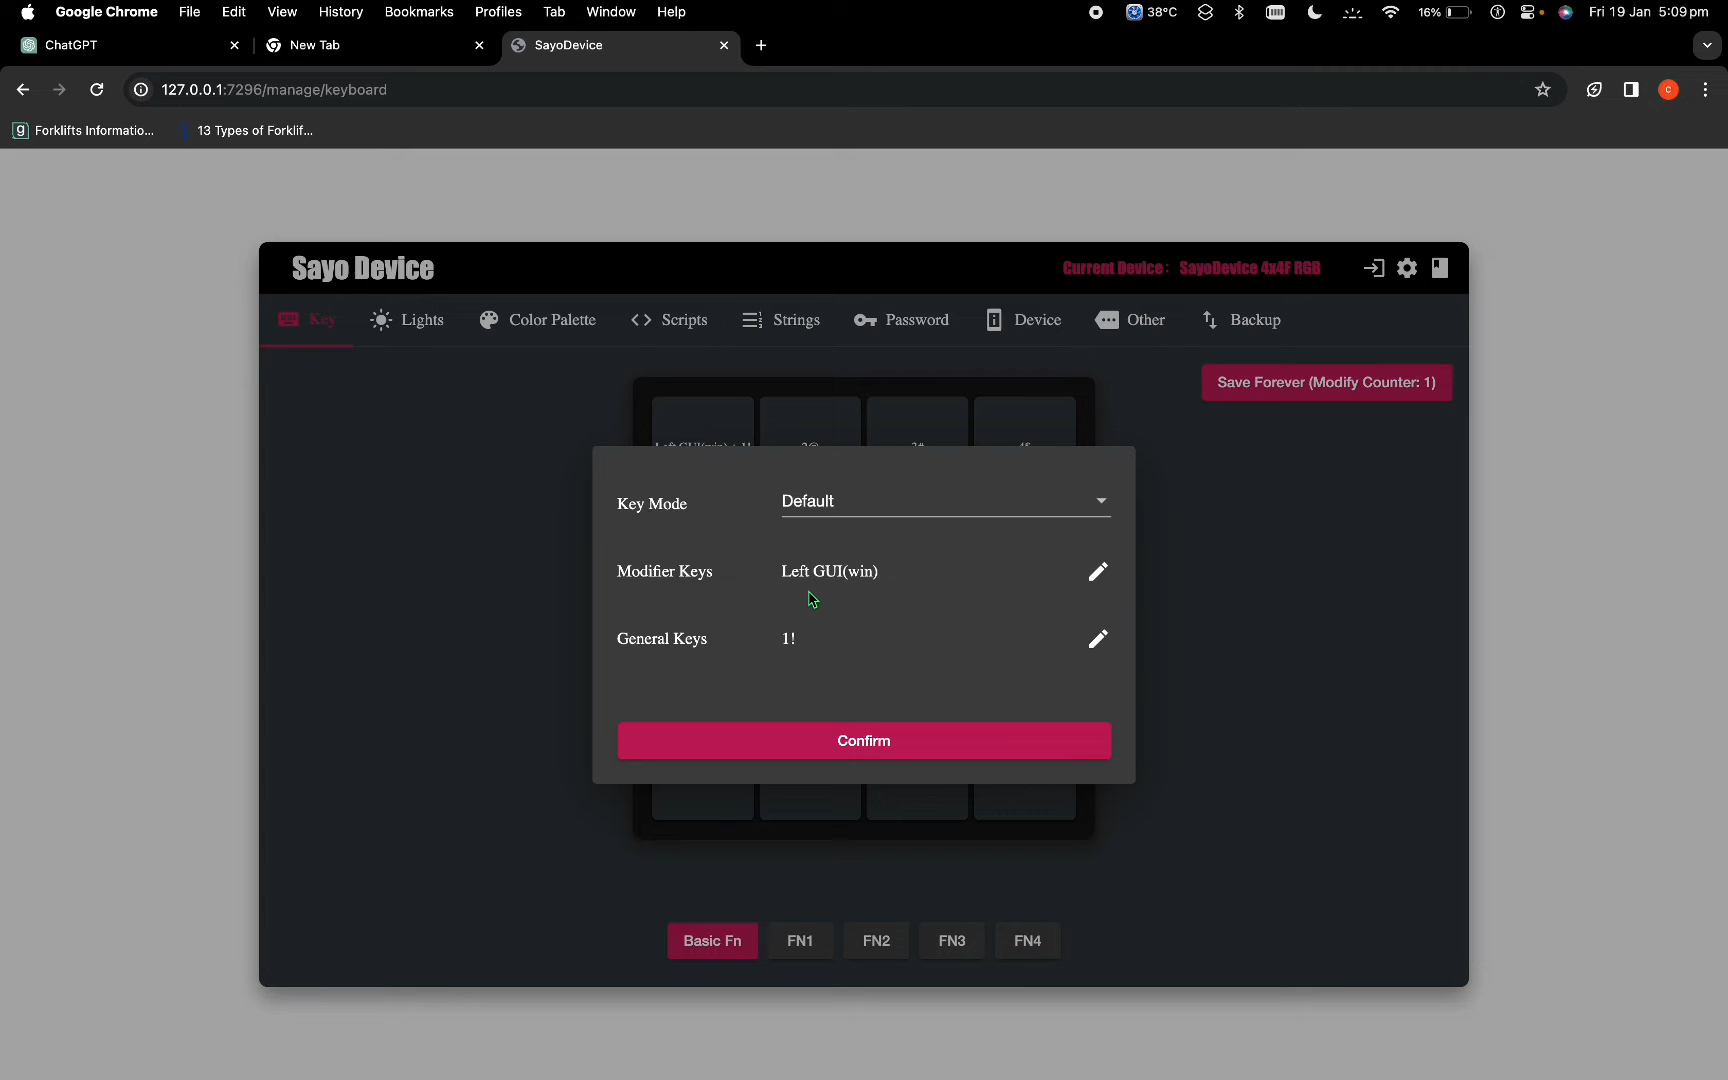 Google Chrome File Edit View History Bookmarks Profiles Tab Window Help 38°C 16% Fri 19 Jan 5:09 pm
ChatGPT New Tab SayoDevice
127.0.0.1:7296/manage/keyboard
Forklifts Informatio... 13 Types of Forklif...
Sayo Device Current Device： SayoDevice 4x4F RGB
Key Lights Color Palette Scripts Strings Password Device Other Backup
Save Forever (Modify Counter: 1)
Key Mode Default
Modifier Keys Left GUI(win)
General Keys 1!
Confirm
Basic Fn FN1 FN2 FN3 FN4